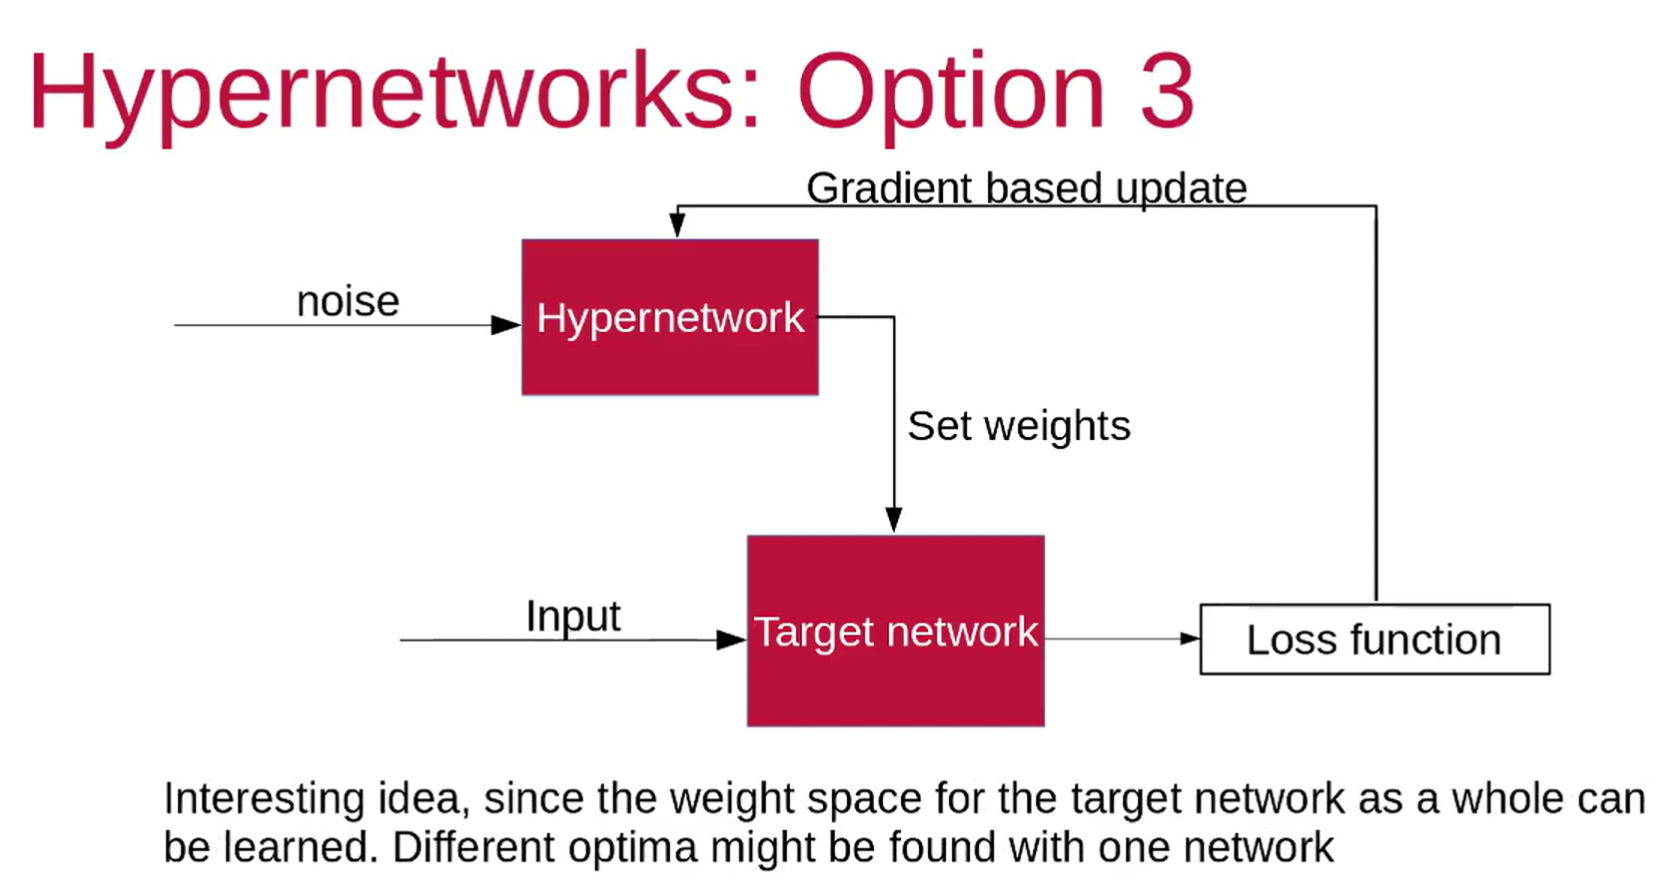 Hypernetworks: Option 3
Gradient based update
noise
Hypernetwork
Set weights
Input
Target network
Loss function
Interesting idea, since the weight space for the target network as a whole can
be learned. Different optima might be found with one network